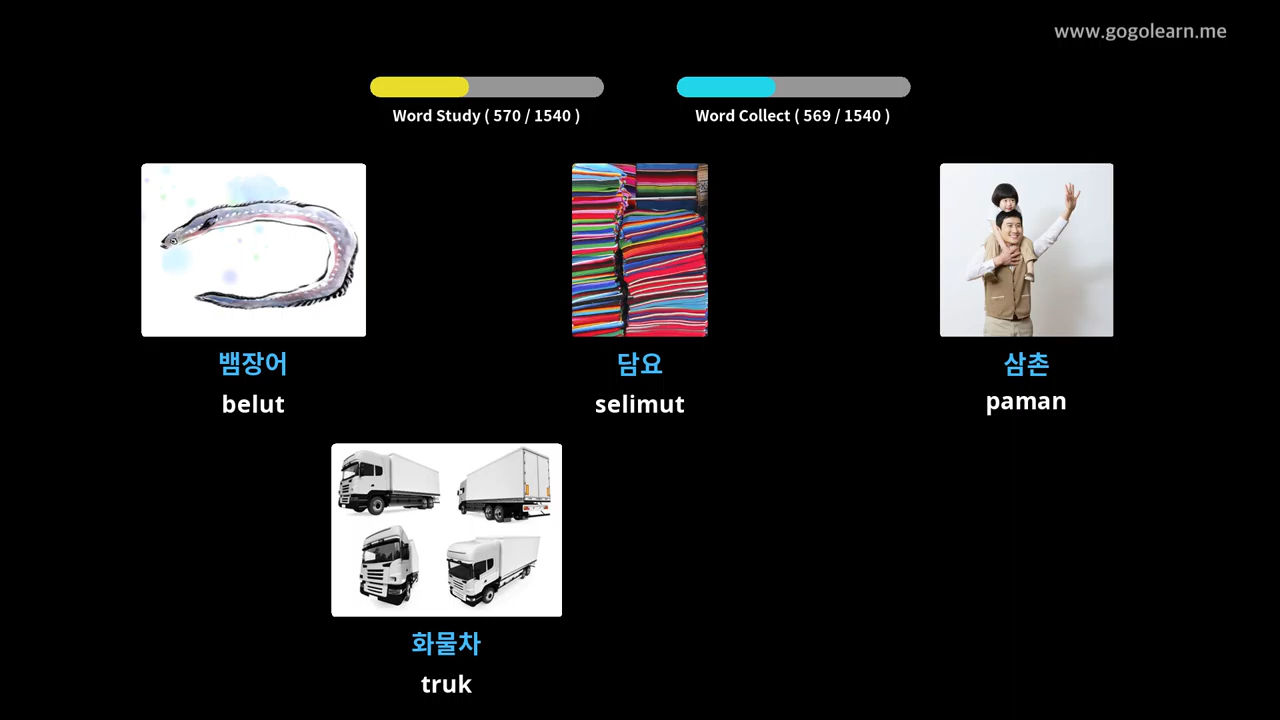 www.gogolearn.me
Word Study ( 570 / 1540 )
Word Collect ( 569 / 1540 )
뱀장어
belut
담요
selimut
삼촌
paman
화물차
truk